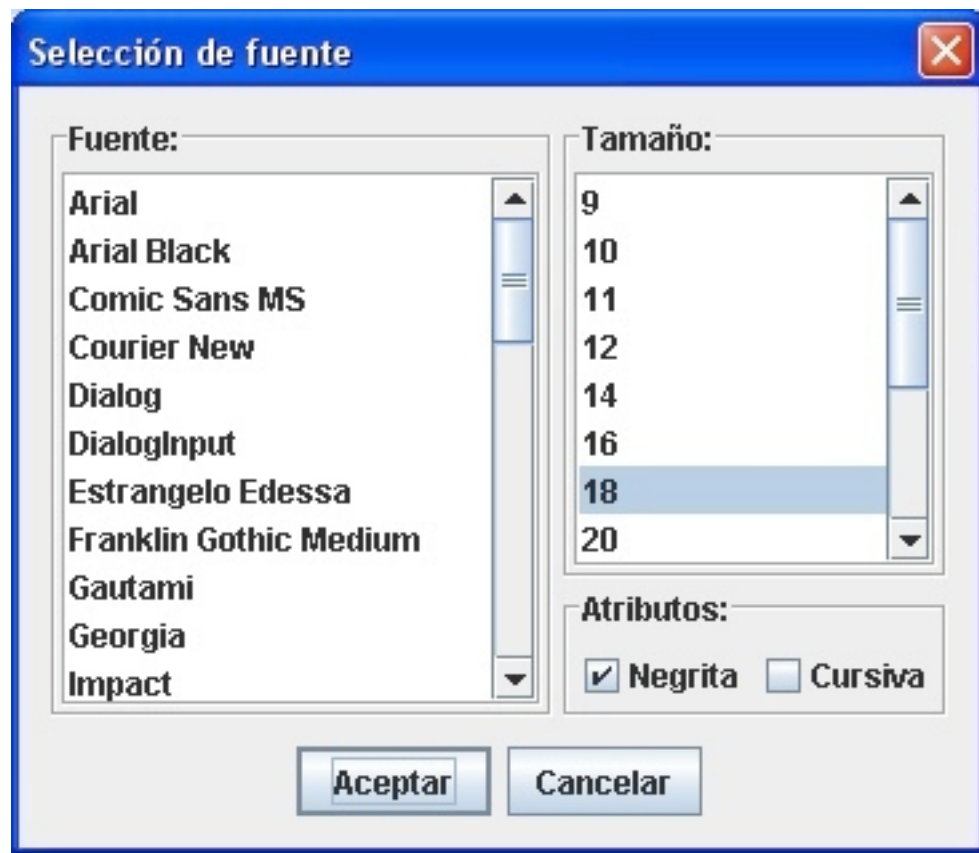 Selección de fuente
Fuente:
Arial
Arial Black
Comic Sans MS
Courier New
Dialog
DialogInput
Estrangelo Edessa
Franklin Gothic Medium
Gautami
Georgia
Impact
Tamaño:
9
10
11
12
14
16
18
20
Atributos:
Negrita
Cursiva
Aceptar
Cancelar